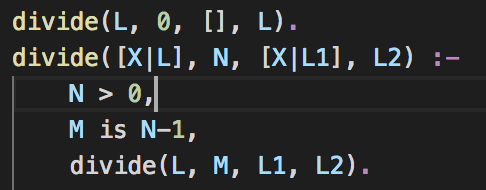 divide(L, 0, [], L).
divide([X|L], N, [X|L1], L2) :-
    N > 0,
    M is N-1,
    divide(L, M, L1, L2).